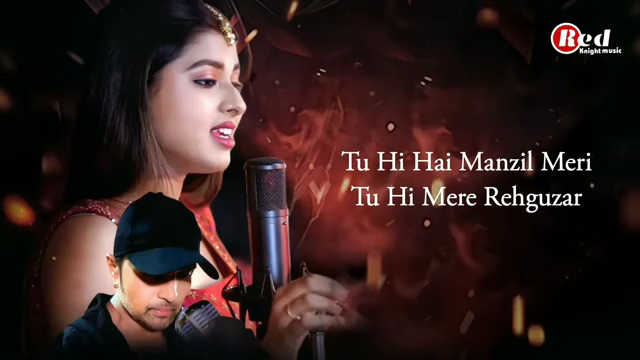 Red
Knight music
Tu Hi Hai Manzil Meri
Tu Hi Mere Rehguzar